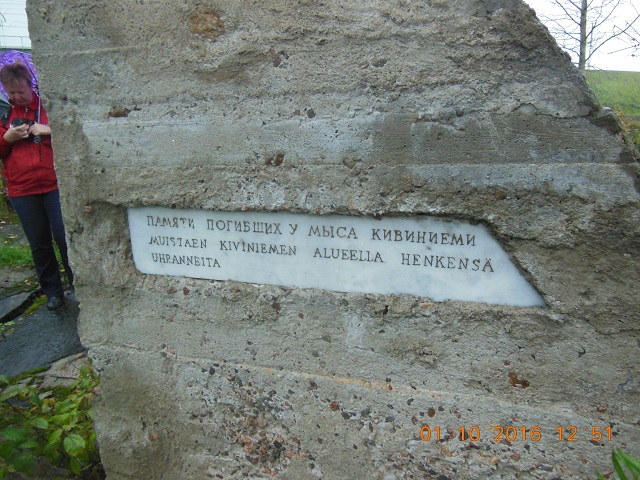 ПАМЯТИ ПОГИБШИХ У МЫСА КИВИНИЕМИ
MUISTAEN KIVINIEMEN ALUEELLA HENKENSÄ
UHRANNEITA
01 10 2016 12 51